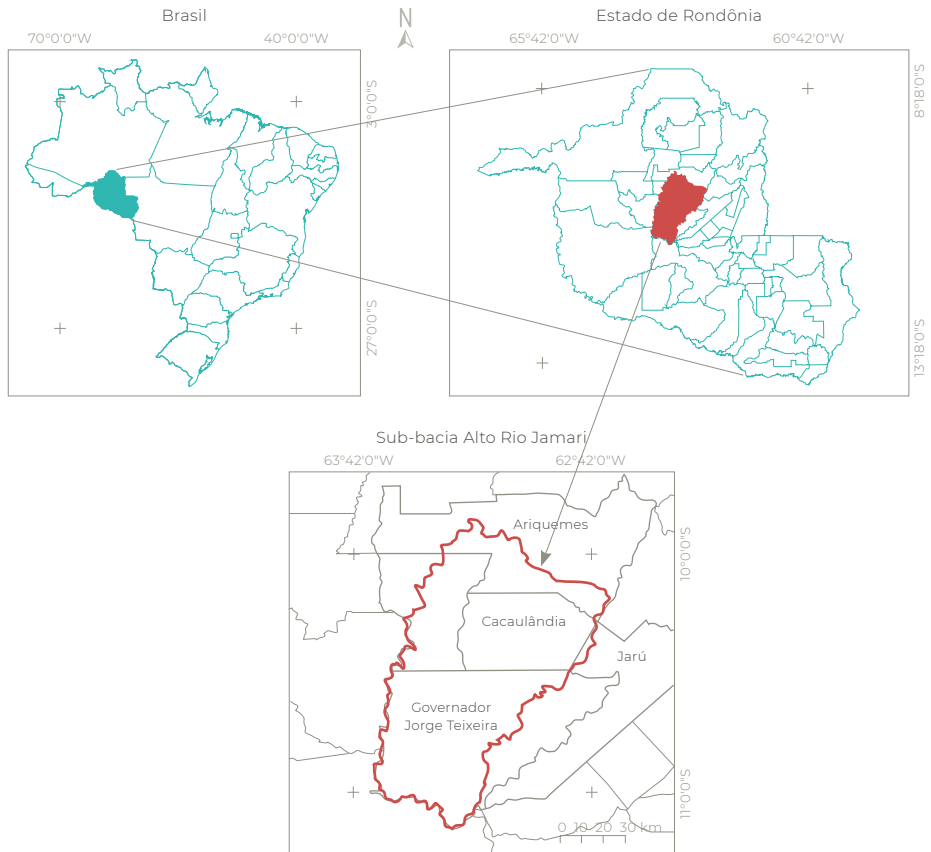 Brasil
N
Estado de Rondônia
70°0'0"W
40°0'0"W
65°42'0"W
60°42'0"W
3°0'0"S
27°0'0"S
8°18'0"S
13°18'0"S
Sub-bacia Alto Rio Jamari
63°42'0"W
62°42'0"W
Ariquemes
10°0'0"S
Cacaulândia
Jarú
Governador
Jorge Teixeira
11°0'0"S
0 10 20 30 km